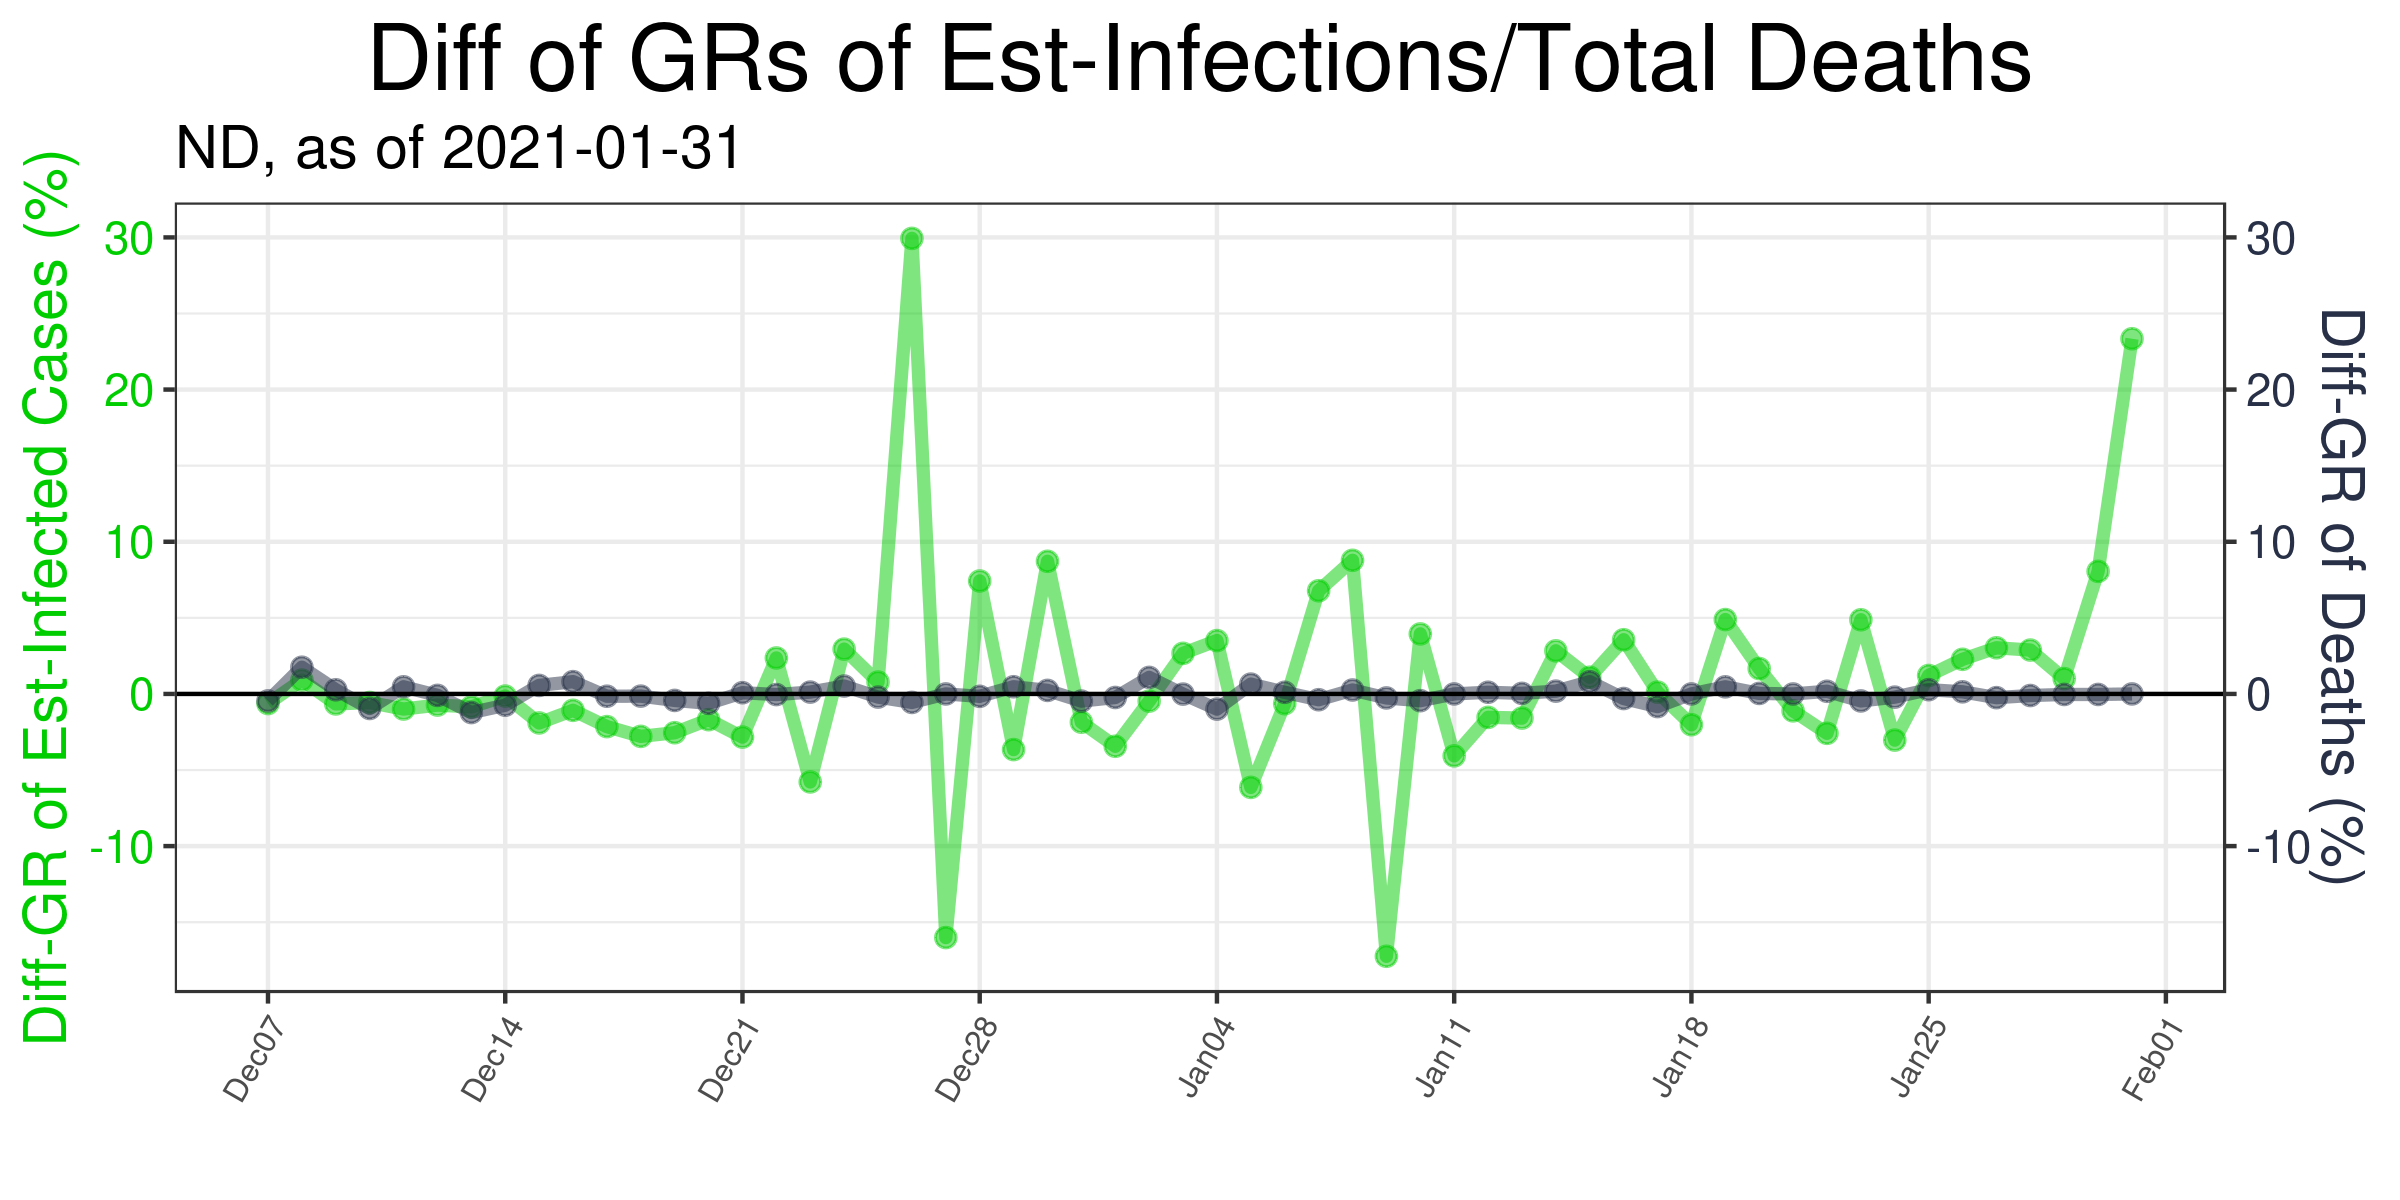 Diff of GRs of Est-Infections/Total Deaths
ND, as of 2021-01-31
Diff-GR of Est-Infected Cases (%)
30
20
10
0
-10
30
20
10
0
-10
Diff-GR of Deaths (%)
Dec07
Dec14
Dec21
Dec28
Jan04
Jan11
Jan18
Jan25
Feb01